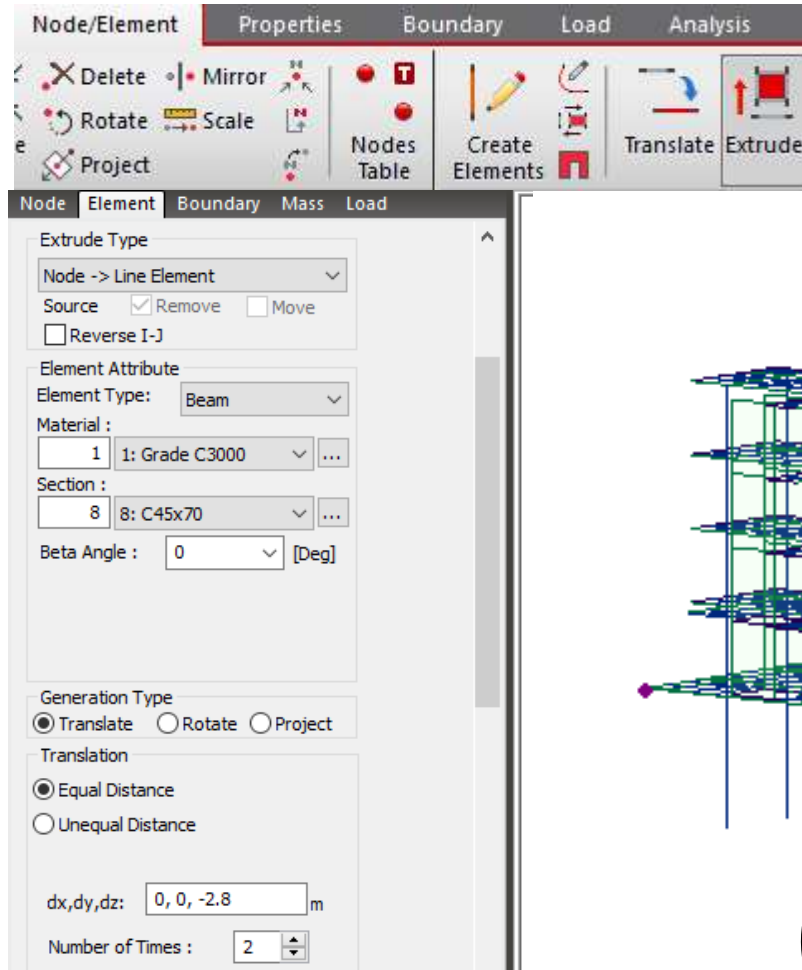 Node/Element Properties Boundary Load Analysis
Delete Mirror N
Rotate Scale N
e Project N
T
Nodes Table
Create Elements
Translate Extrude
Node Element Boundary Mass Load
Extrude Type
Node -> Line Element
Source Remove Move
Reverse I-J
Element Attribute
Element Type: Beam
Material :
1 1: Grade C3000 ...
Section :
8 8: C45x70 ...
Beta Angle : 0 [Deg]
Generation Type
Translate Rotate Project
Translation
Equal Distance
Unequal Distance
dx,dy,dz: 0, 0, -2.8 m
Number of Times : 2